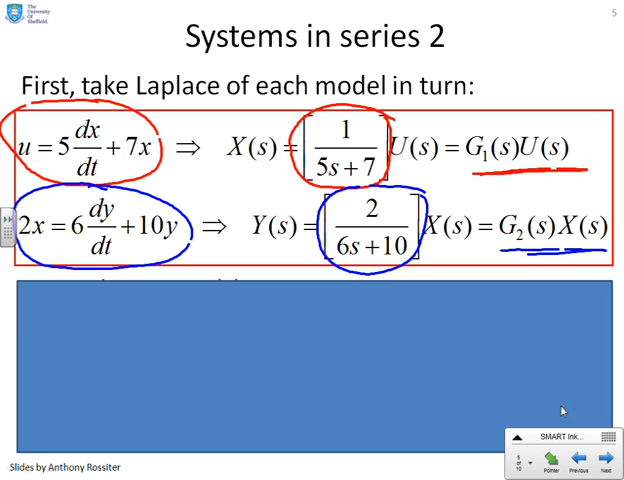 The
University
Of
Sheffield.
5
Systems in series 2
First, take Laplace of each model in turn:
u = 5 dx/dt + 7x ⇒ X(s) = [1/(5s + 7)] U(s) = G₁(s)U(s)
2x = 6 dy/dt + 10y ⇒ Y(s) = [2/(6s + 10)] X(s) = G₂(s)X(s)
SMART Ink...
5
of
10
Pointer
Previous
Next
Slides by Anthony Rossiter